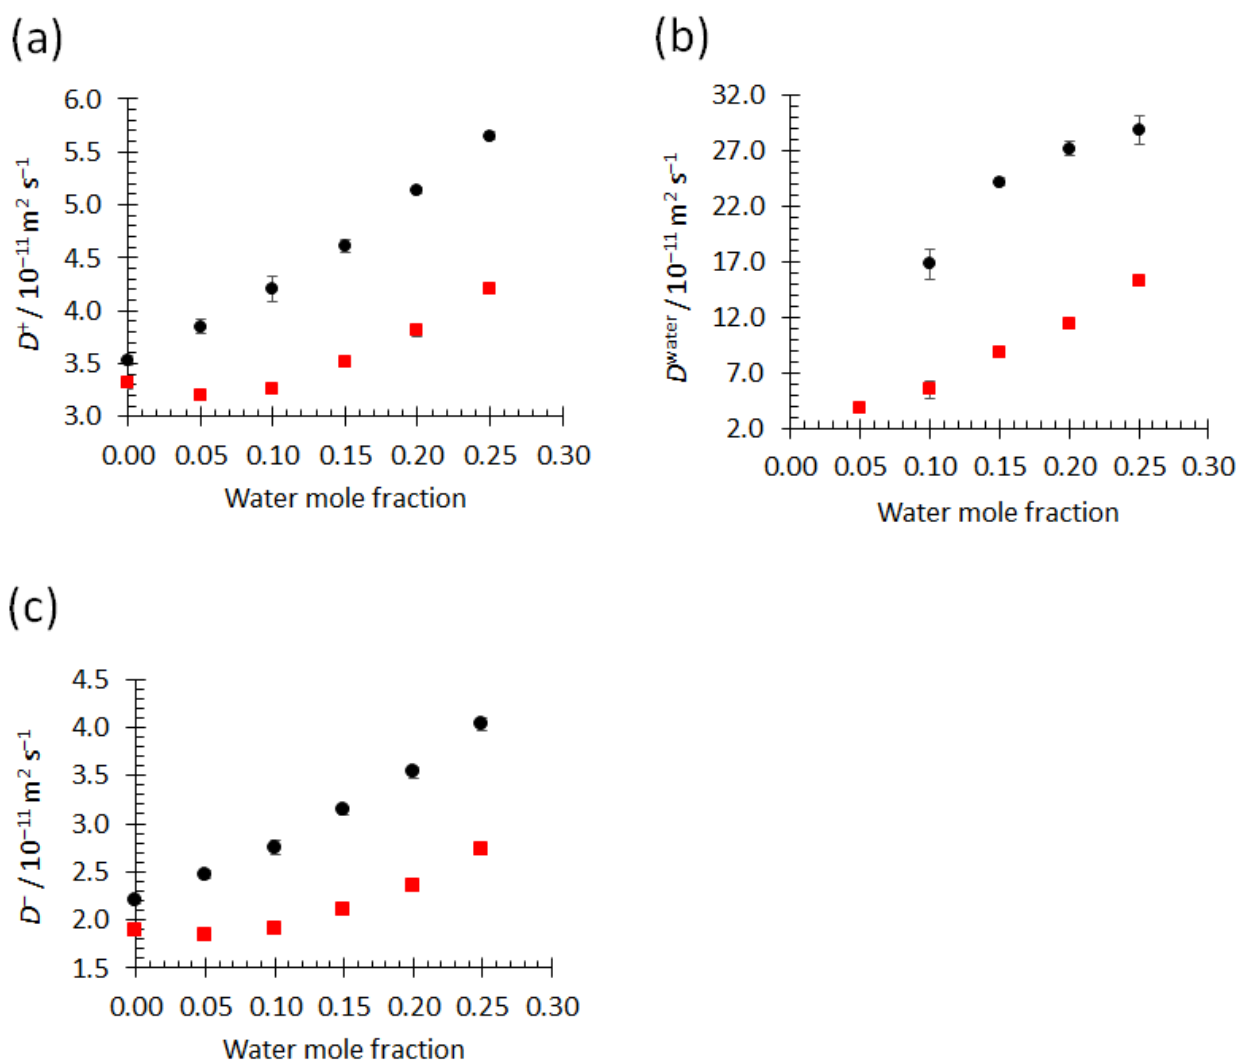 (a)
6.0
5.5
5.0
4.5
4.0
3.5
3.0
D⁺ / 10⁻¹¹ m² s⁻¹
0.00 0.05 0.10 0.15 0.20 0.25 0.30
Water mole fraction
(b)
32.0
27.0
22.0
17.0
12.0
7.0
2.0
Dʷᵃᵗᵉʳ / 10⁻¹¹ m² s⁻¹
0.00 0.05 0.10 0.15 0.20 0.25 0.30
Water mole fraction
(c)
4.5
4.0
3.5
3.0
2.5
2.0
1.5
D⁻ / 10⁻¹¹ m² s⁻¹
0.00 0.05 0.10 0.15 0.20 0.25 0.30
Water mole fraction